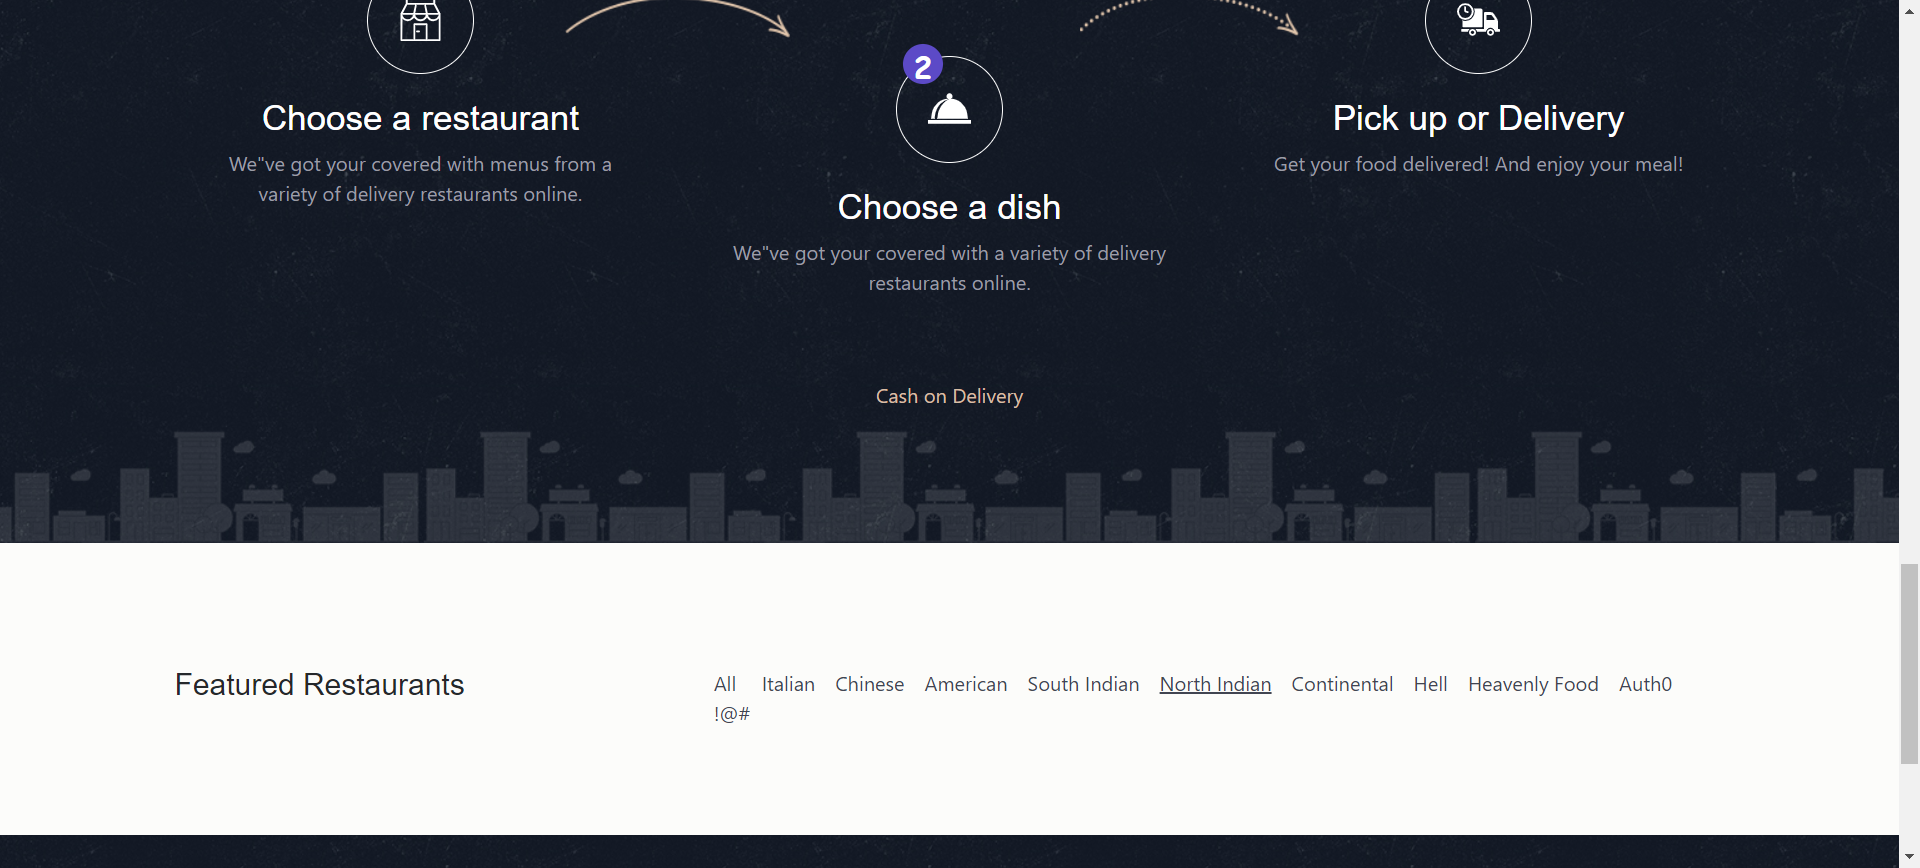 Choose a restaurant
We"ve got your covered with menus from a
variety of delivery restaurants online.
2
Choose a dish
We"ve got your covered with a variety of delivery
restaurants online.
Pick up or Delivery
Get your food delivered! And enjoy your meal!
Cash on Delivery
Featured Restaurants
All Italian Chinese American South Indian North Indian Continental Hell Heavenly Food Auth0
!@#